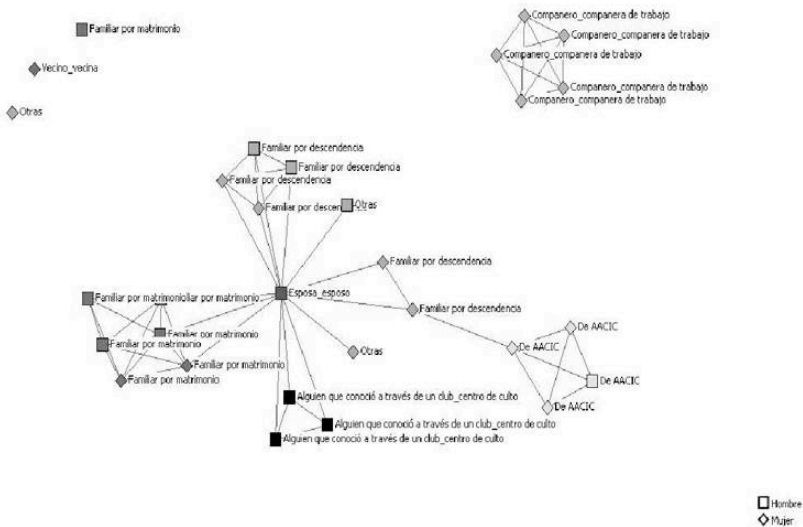 Companero_companera de trabajo
Familiar por matrimonio
Companero_companera de trabajo
Companero_companera de trabajo
Vecino_vecina
Companero_companera de trabajo
Companero_companera de trabajo
Otras
Familiar por descendencia
Familiar por descendencia
Familiar por descendencia
Familiar por descen
Otras
Familiar por descendencia
Esposa_esposo
Familiar por matrimonio
liar por matrimonio
Familiar por descendencia
De AACIC
Familiar por matrimonio
Familiar por matrimonio
De AACIC
Otras
Familiar por matrimonio
Familiar por matrimonio
De AACIC
Alguien que conoció a través de un club_centro de culto
De AACIC
Alguien que conoció a través de un club_centro de culto
Alguien que conoció a través de un club_centro de culto
Hombre
Mujer